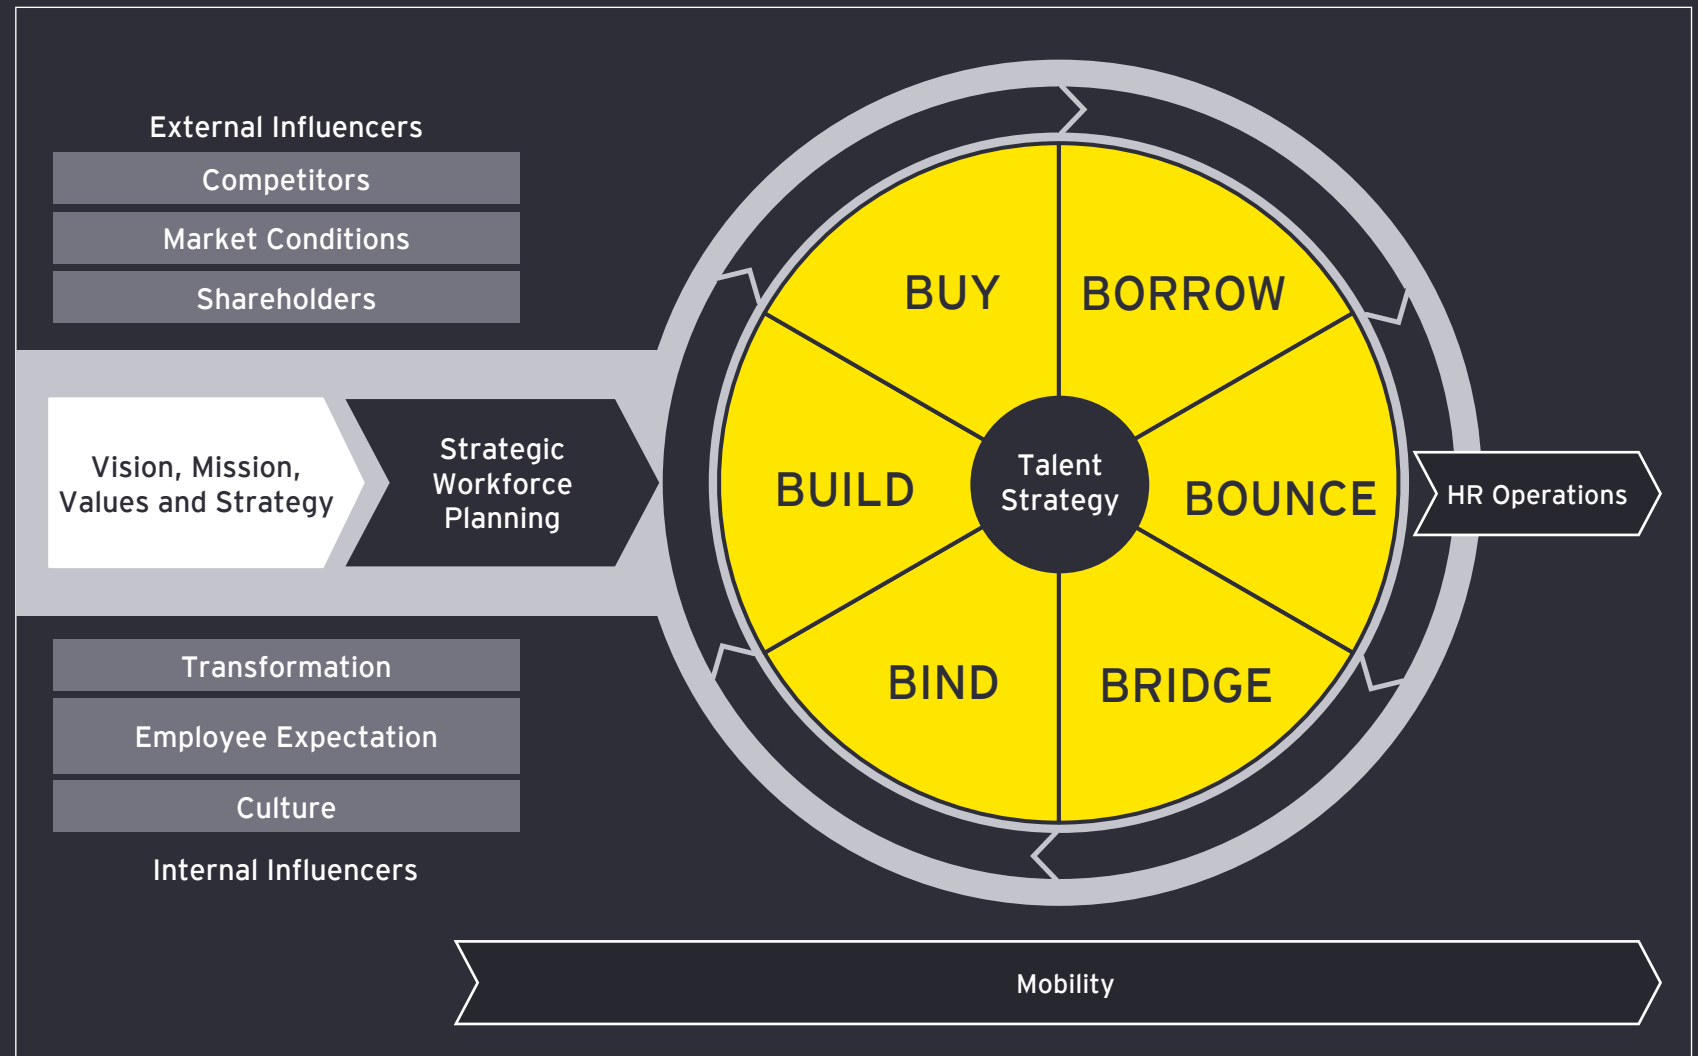 External Influencers
Competitors
Market Conditions
Shareholders
Vision, Mission,
Values and Strategy
Strategic
Workforce
Planning
Transformation
Employee Expectation
Culture
Internal Influencers
BUY
BORROW
BUILD
Talent
Strategy
BOUNCE
BIND
BRIDGE
HR Operations
Mobility